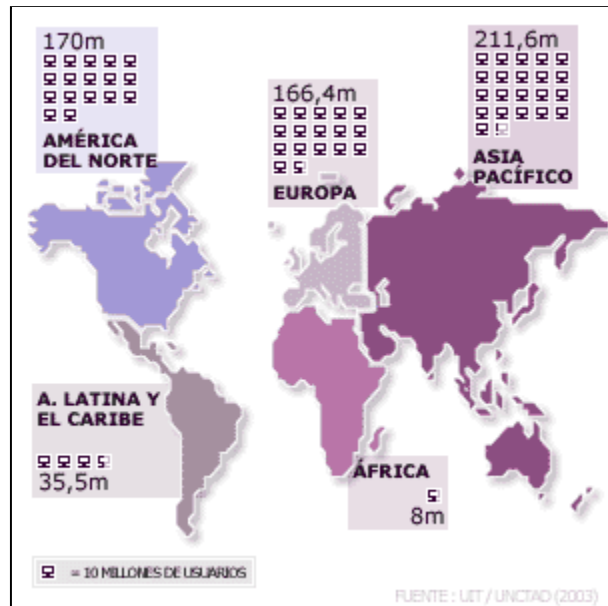 170m
AMÉRICA
DEL NORTE
166,4m
EUROPA
211,6m
ASIA
PACÍFICO
A. LATINA Y
EL CARIBE
35,5m
ÁFRICA
8m
= 10 MILLONES DE USUARIOS
FUENTE : UIT / UNCTAD (2003)